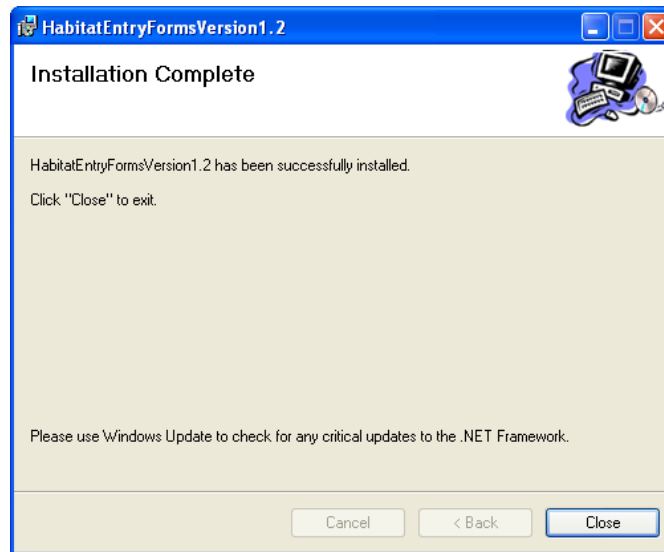 HabitatEntryFormsVersion1.2
Installation Complete
HabitatEntryFormsVersion1.2 has been successfully installed.
Click "Close" to exit.
Please use Windows Update to check for any critical updates to the .NET Framework.
Cancel
< Back
Close